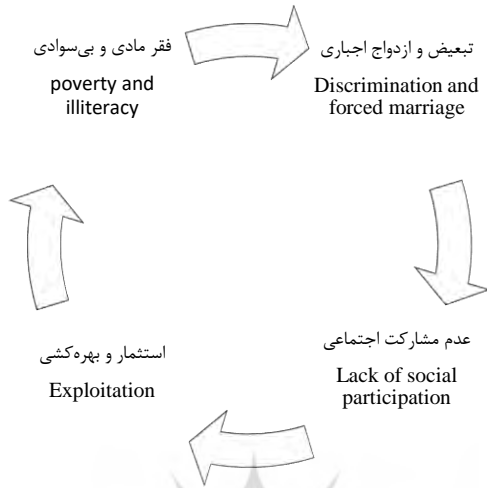 فقر مادی و بی‌سوادی
poverty and
illiteracy
تبعیض و ازدواج اجباری
Discrimination and
forced marriage
عدم مشارکت اجتماعی
Lack of social
participation
استثمار و بهره‌کشی
Exploitation